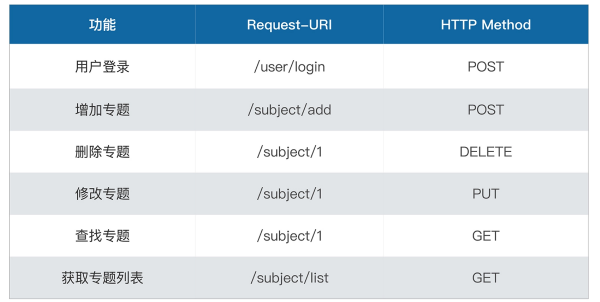 功能 Request-URI HTTP Method
用户登录 /user/login POST
增加专题 /subject/add POST
删除专题 /subject/1 DELETE
修改专题 /subject/1 PUT
查找专题 /subject/1 GET
获取专题列表 /subject/list GET